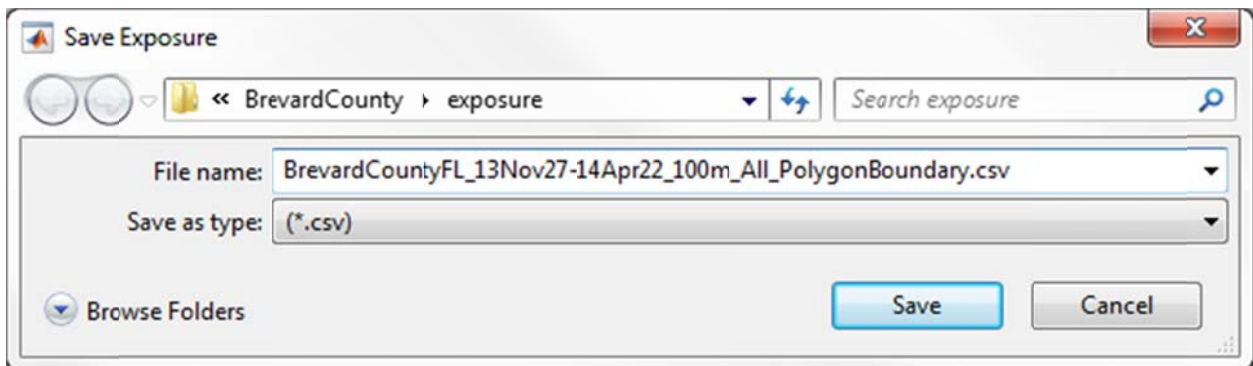 Save Exposure
« BrevardCounty exposure Search exposure
File name: BrevardCountyFL_13Nov27-14Apr22_100m_All_PolygonBoundary.csv
Save as type: (*.csv)
Browse Folders Save Cancel